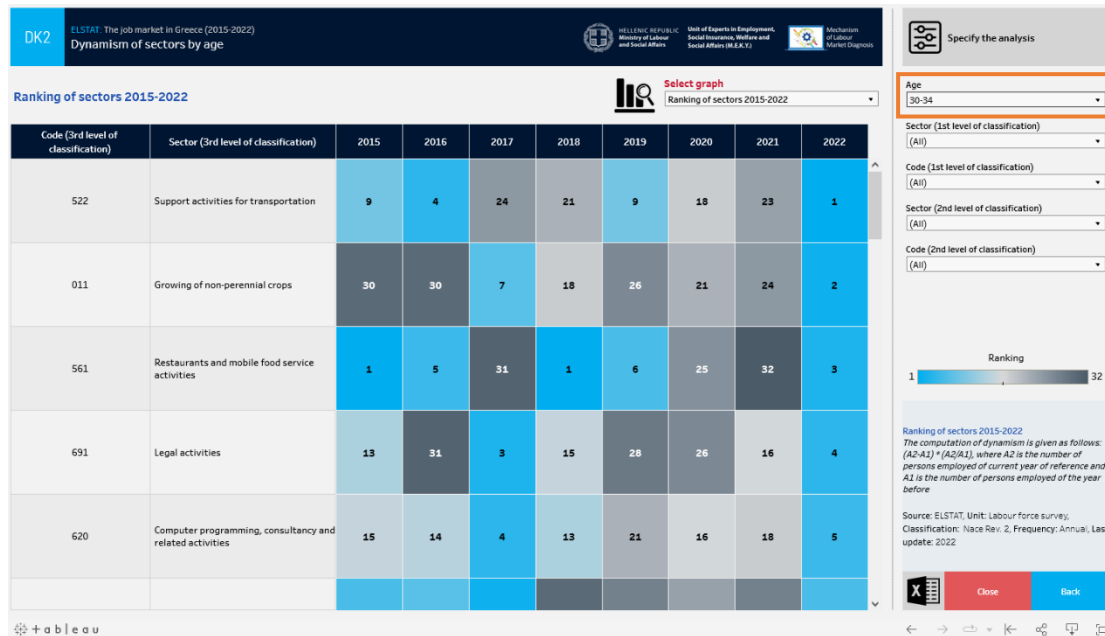 DK2
ELSTAT: The job market in Greece (2015-2022)
Dynamism of sectors by age
HELLENIC REPUBLIC
Ministry of Labour
and Social Affairs
Unit of Experts in Employment,
Social Insurance, Welfare and
Social Affairs (M.E.K.Y.)
Mechanism
of Labour
Market Diagnosis
Ranking of sectors 2015-2022
Select graph
Ranking of sectors 2015-2022
Code (3rd level of
classification)
Sector (3rd level of classification)
2015 2016 2017 2018 2019 2020 2021 2022
522 Support activities for transportation 9 4 24 21 9 18 23 1
011 Growing of non-perennial crops 30 30 7 18 26 21 24 2
561 Restaurants and mobile food service
activities 1 5 31 1 6 25 32 3
691 Legal activities 13 31 3 15 28 26 16 4
620 Computer programming, consultancy and
related activities 15 14 4 13 21 16 18 5
+ableau
Specify the analysis
Age
30-34
Sector (1st level of classification)
(All)
Code (1st level of classification)
(All)
Sector (2nd level of classification)
(All)
Code (2nd level of classification)
(All)
Ranking
1 32
Ranking of sectors 2015-2022
The computation of dynamism is given as follows:
(A2-A1) * (A2/A1), where A2 is the number of
persons employed of current year of reference and
A1 is the number of persons employed of the year
before
Source: ELSTAT, Unit: Labour force survey,
Classification: Nace Rev. 2, Frequency: Annual, Las
update: 2022
X
Close
Back